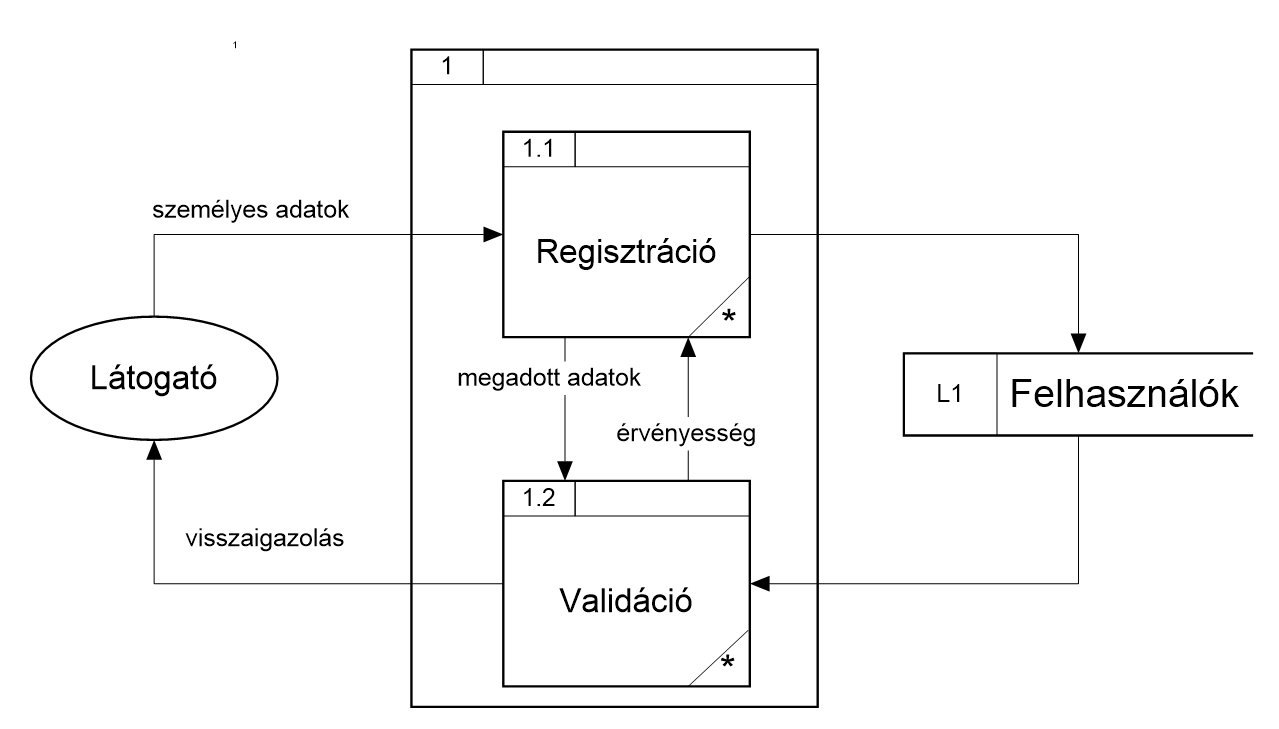 1
1
1.1
személyes adatok
Regisztráció
*
Látogató
megadott adatok
L1
Felhasználók
érvényesség
1.2
visszaigazolás
Validáció
*